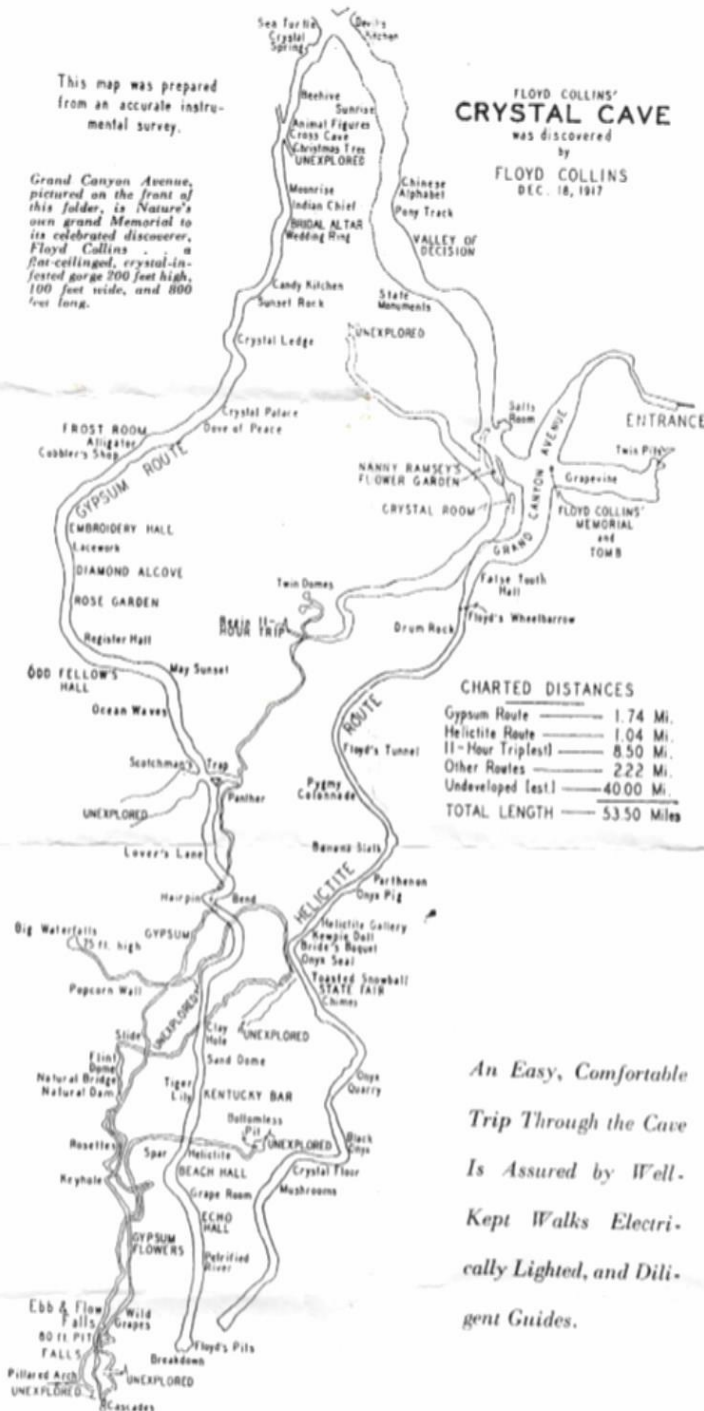 Sea Turtle
Crystal
Springs
Devil's
Kitchen
This map was prepared
from an accurate instru-
mental survey.
FLOYD COLLINS'
CRYSTAL CAVE
was discovered
by
FLOYD COLLINS
DEC. 18, 1917
Grand Canyon Avenue,
pictured on the front of
this folder, is Nature's
own grand Memorial to
its celebrated discoverer,
Floyd Collins . . a
flat-ceilinged, crystal-in-
fested gorge 200 feet high,
100 feet wide, and 800
feet long.
Beehive
Sunrise
Animal Figures
Cross Cave
Christmas Tree
UNEXPLORED
Moonrise
Indian Chief
BRIDAL ALTAR
Wedding Ring
Chinese
Alphabet
Pony Track
VALLEY OF
DECISION
Candy Kitchen
Sunset Rock
State
Monuments
UNEXPLORED
Crystal Ledge
Crystal Palace
Dove of Peace
FROST ROOM
Alligator
Cobbler's Shop
GYPSUM ROUTE
Salts
Room
ENTRANCE
Twin Pits
Grapevine
GRAND CANYON AVENUE
NANNY RAMSEY'S
FLOWER GARDEN
CRYSTAL ROOM
FLOYD COLLINS'
MEMORIAL
and
TOMB
EMBROIDERY HALL
Lacework
DIAMOND ALCOVE
ROSE GARDEN
Register Hall
ODD FELLOW'S
HALL
May Sunset
Ocean Waves
Twin Domes
Begin 11-
HOUR TRIP
False Tooth
Hall
Floyd's Wheelbarrow
Drum Rock
CHARTED DISTANCES
Gypsum Route 1.74 Mi.
Helictite Route 1.04 Mi.
11-Hour Trip(est) 8.50 Mi.
Other Routes 2.22 Mi.
Undeveloped (est.) 40.00 Mi.
TOTAL LENGTH 53.50 Miles
HELICTITE ROUTE
Floyd's Tunnel
Scotchman's Trap
Panther
UNEXPLORED
Pygmy
Colonnade
Lover's Lane
Banana Stalk
Parthenon
Onyx Pig
Hairpin Bend
Big Waterfalls
75 ft. high
GYPSUM
Helictite Gallery
Kewpie Doll
Bride's Boquet
Onyx Seal
Toasted Snowball
STATE FAIR
Chimes
Popcorn Wall
UNEXPLORED
Slide
Clay
Hole
UNEXPLORED
Flint
Dome
Natural Bridge
Natural Dam
Sand Dome
Tiger
Lily
KENTUCKY BAR
Onyx
Quarry
Bottomless
Pit
UNEXPLORED
Black
Onyx
Rosettes
Spar
Helictite
BEACH HALL
Crystal Floor
Keyhole
Grape Room
Mushrooms
ECHO
HALL
GYPSUM
FLOWERS
Petrified
River
An Easy, Comfortable
Trip Through the Cave
Is Assured by Well-
Kept Walks Electri-
cally Lighted, and Dili-
gent Guides.
Ebb & Flow
Falls
Wild
Grapes
80 ft. PIT
FALLS
Floyd's Pits
Breakdown
Pillared Arch
UNEXPLORED
UNEXPLORED
Cascades